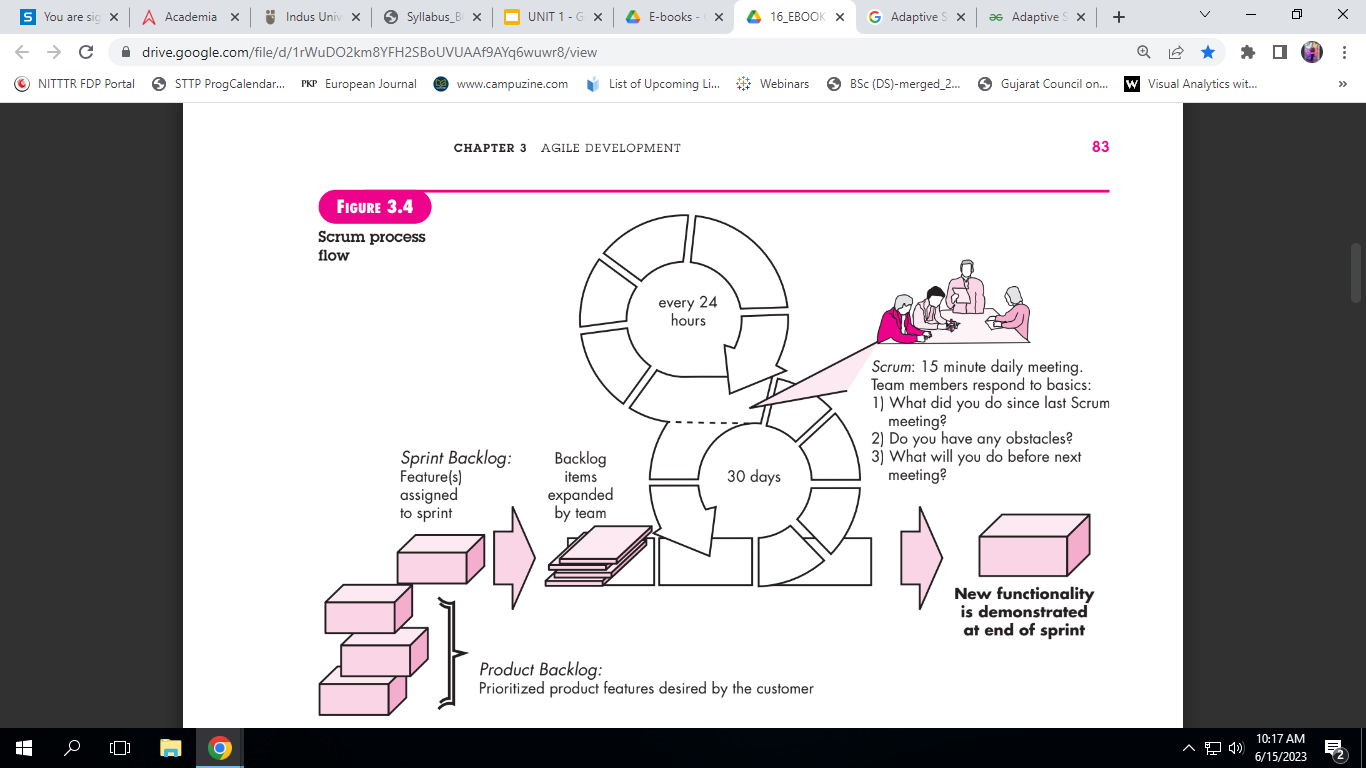 You are sig
Academia
Indus Univ
Syllabus_B
UNIT 1 - G
E-books -
16_EBOOK
Adaptive S
Adaptive S
drive.google.com/file/d/1rWuDO2km8YFH2SBoUVUAAf9AYq6wuwr8/view
NITTTR FDP Portal
STTP ProgCalendar...
PKP European Journal
www.campuzine.com
List of Upcoming Li...
Webinars
BSc (DS)-merged_2...
Gujarat Council on...
W Visual Analytics wit...
CHAPTER 3 AGILE DEVELOPMENT 83
FIGURE 3.4
Scrum process
flow
every 24
hours
Scrum: 15 minute daily meeting.
Team members respond to basics:
1) What did you do since last Scrum
meeting?
2) Do you have any obstacles?
3) What will you do before next
meeting?
Sprint Backlog:
Feature(s)
assigned
to sprint
Backlog
items
expanded
by team
30 days
New functionality
is demonstrated
at end of sprint
Product Backlog:
Prioritized product features desired by the customer
10:17 AM
6/15/2023
2